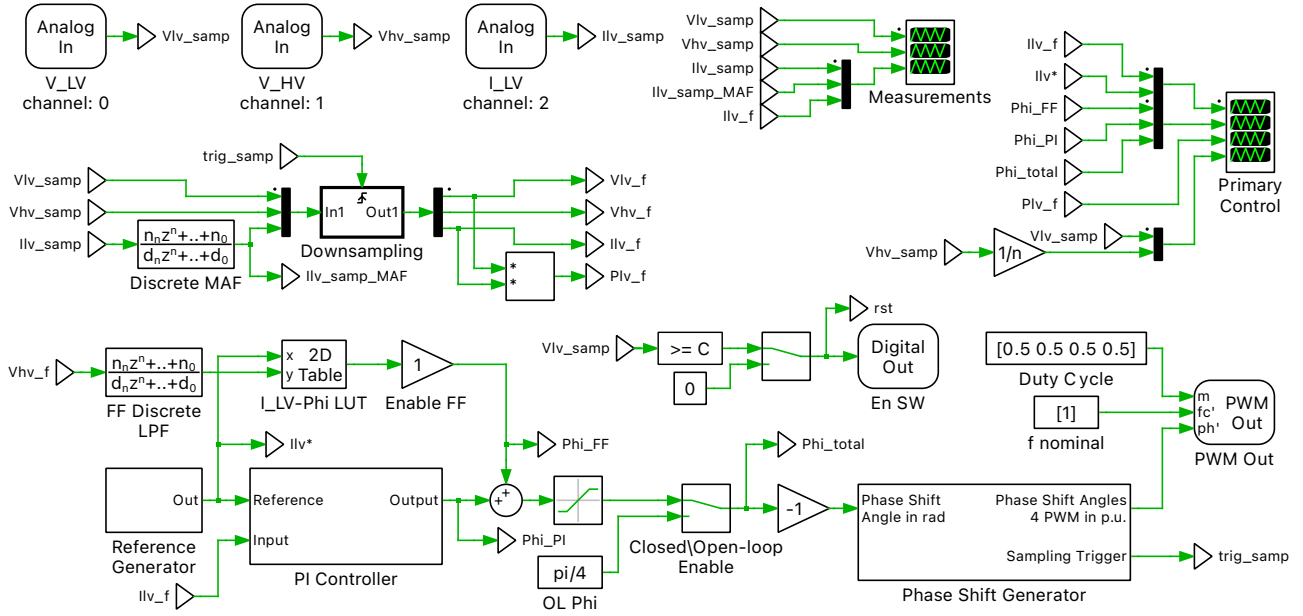 Analog
In
V_LV
channel: 0
Vlv_samp
Analog
In
V_HV
channel: 1
Vhv_samp
Analog
In
I_LV
channel: 2
Ilv_samp
Vlv_samp
Vhv_samp
Ilv_samp
Ilv_samp_MAF
Ilv_f
Measurements
Ilv_f
Ilv*
Phi_FF
Phi_PI
Phi_total
Plv_f
Vlv_samp
Vhv_samp
1/n
Primary
Control
trig_samp
Vlv_samp
Vhv_samp
Ilv_samp
nₙzⁿ+..+n₀
dₙzⁿ+..+d₀
Discrete MAF
Ilv_samp_MAF
In1
Out1
Downsampling
*
*
Vlv_f
Vhv_f
Ilv_f
Plv_f
Vhv_f
nₙzⁿ+..+n₀
dₙzⁿ+..+d₀
FF Discrete
LPF
x
y
2D
Table
I_LV-Phi LUT
1
Enable FF
Vlv_samp
>= C
0
rst
Digital
Out
En SW
[0.5 0.5 0.5 0.5]
Duty Cycle
[1]
f nominal
m
fc'
ph'
PWM
Out
PWM Out
Ilv*
Phi_FF
Phi_total
Out
Reference
Generator
Reference
Input
Output
PI Controller
Ilv_f
Phi_PI
+
+
pi/4
OL Phi
Closed\Open-loop
Enable
-1
Phase Shift
Angle in rad
Phase Shift Angles
4 PWM in p.u.
Sampling Trigger
Phase Shift Generator
trig_samp